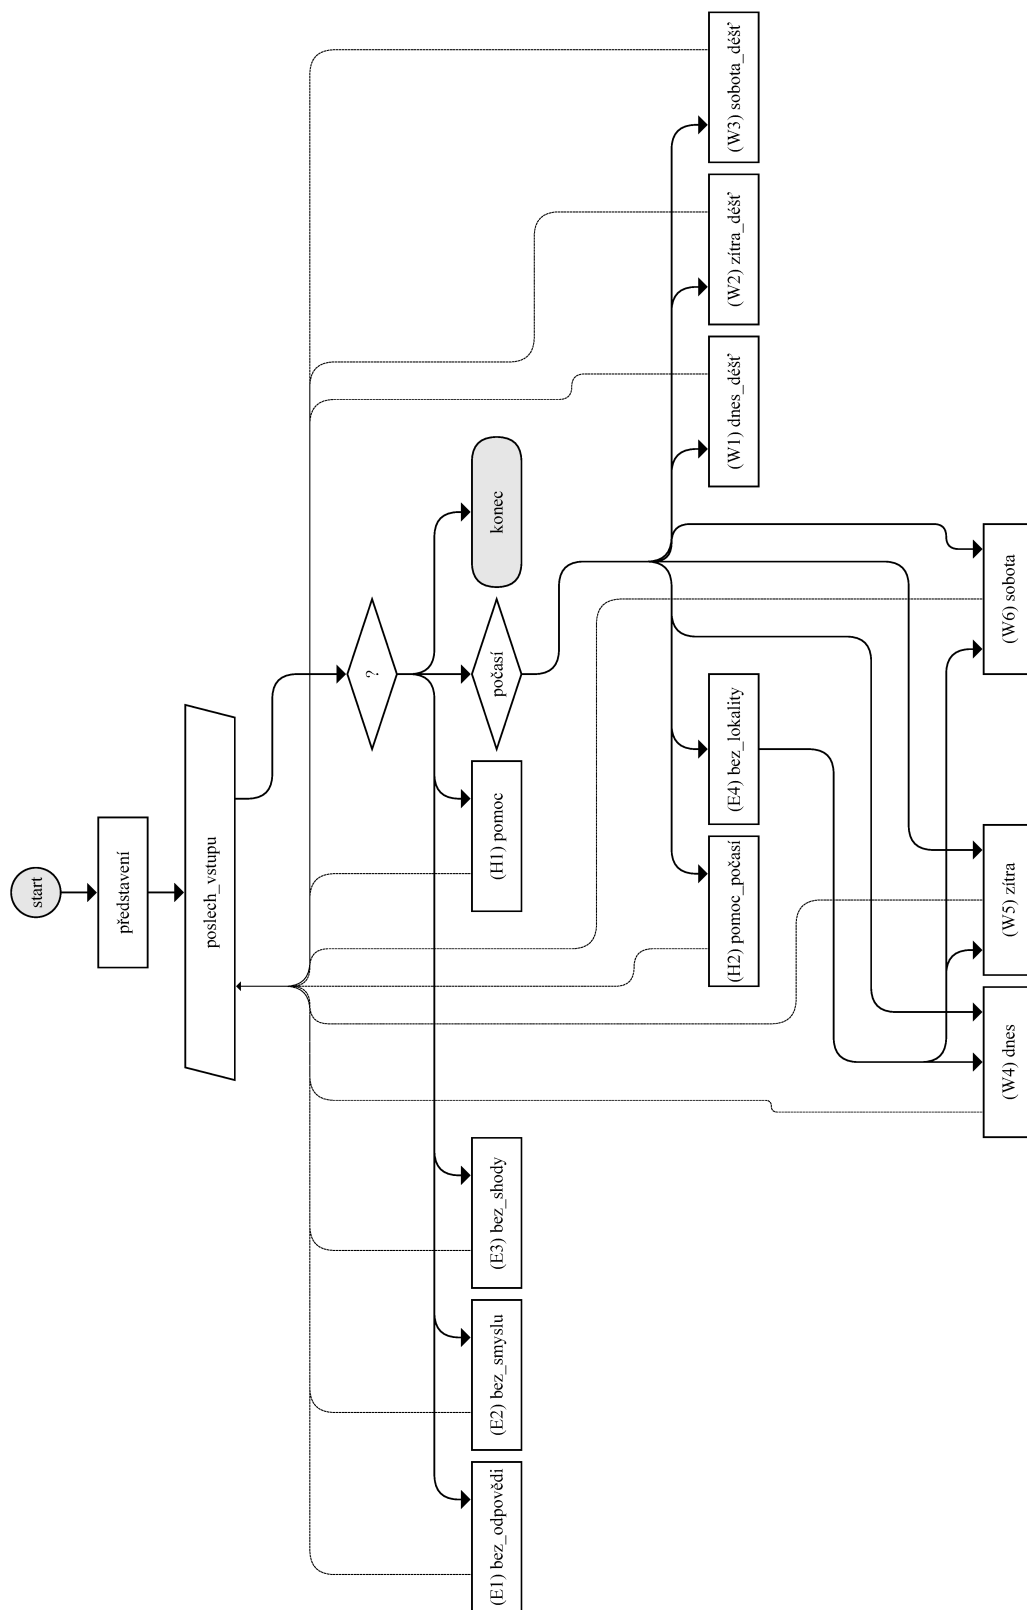 start
představení
poslech_vstupu
?
(E1) bez_odpovědi
(E2) bez_smyslu
(E3) bez_shody
(H1) pomoc
počasí
konec
(H2) pomoc_počasí
(E4) bez_lokality
(W1) dnes_déšť
(W2) zítra_déšť
(W3) sobota_déšť
(W4) dnes
(W5) zítra
(W6) sobota